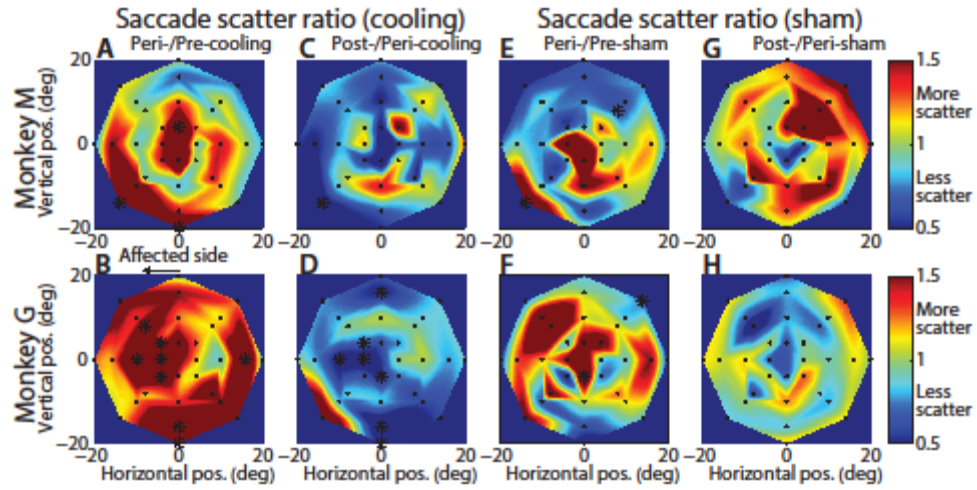 Saccade scatter ratio (cooling) Saccade scatter ratio (sham)
A Peri-/Pre-cooling C Post-/Peri-cooling E Peri-/Pre-sham G Post-/Peri-sham
Monkey M
Vertical pos. (deg)
20
0
−20
−20 0 20 −20 0 20 −20 0 20 −20 0 20
1.5
More
scatter
1
Less
scatter
0.5
Affected side
B D F H
Monkey G
Vertical pos. (deg)
20
0
−20
−20 0 20 −20 0 20 −20 0 20 −20 0 20
Horizontal pos. (deg) Horizontal pos. (deg) Horizontal pos. (deg) Horizontal pos. (deg)
1.5
More
scatter
1
Less
scatter
0.5